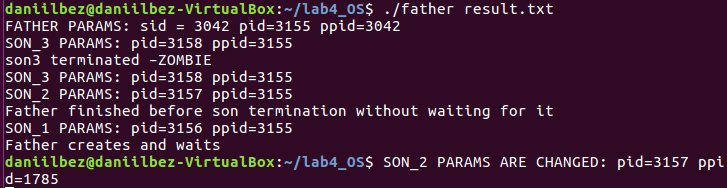 daniilbez@daniilbez-VirtualBox:~/lab4_OS$ ./father result.txt
FATHER PARAMS: sid = 3042 pid=3155 ppid=3042
SON_3 PARAMS: pid=3158 ppid=3155
son3 terminated –ZOMBIE
SON_3 PARAMS: pid=3158 ppid=3155
SON_2 PARAMS: pid=3157 ppid=3155
Father finished before son termination without waiting for it
SON_1 PARAMS: pid=3156 ppid=3155
Father creates and waits
daniilbez@daniilbez-VirtualBox:~/lab4_OS$ SON_2 PARAMS ARE CHANGED: pid=3157 ppi
d=1785